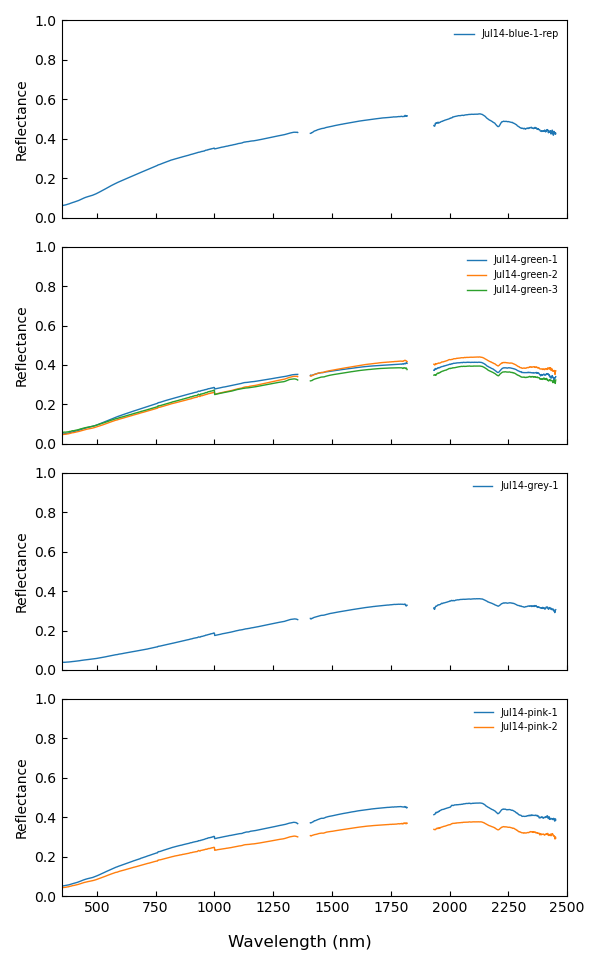 1.0
0.8
0.6
0.4
0.2
0.0
Reflectance
Jul14-blue-1-rep
1.0
0.8
0.6
0.4
0.2
0.0
Reflectance
Jul14-green-1
Jul14-green-2
Jul14-green-3
1.0
0.8
0.6
0.4
0.2
0.0
Reflectance
Jul14-grey-1
1.0
0.8
0.6
0.4
0.2
0.0
Reflectance
Jul14-pink-1
Jul14-pink-2
500 750 1000 1250 1500 1750 2000 2250 2500
Wavelength (nm)